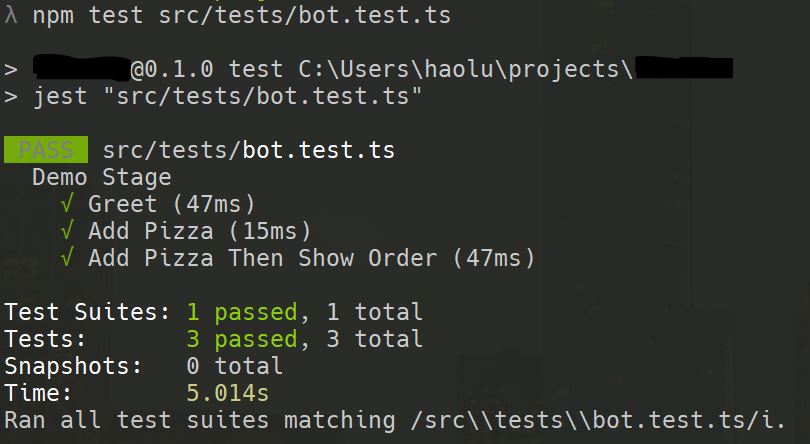 λ npm test src/tests/bot.test.ts
> @0.1.0 test C:\Users\haolu\projects\
> jest "src/tests/bot.test.ts"
PASS src/tests/bot.test.ts
Demo Stage
√ Greet (47ms)
√ Add Pizza (15ms)
√ Add Pizza Then Show Order (47ms)
Test Suites: 1 passed, 1 total
Tests: 3 passed, 3 total
Snapshots: 0 total
Time: 5.014s
Ran all test suites matching /src\\tests\\bot.test.ts/i.